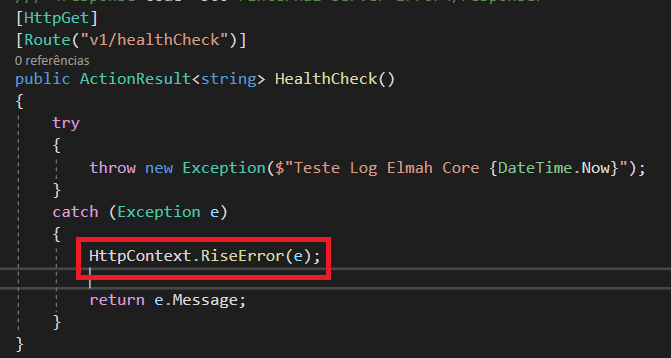 [HttpGet]
[Route("v1/healthCheck")]
0 referências
public ActionResult<string> HealthCheck()
{
try
{
throw new Exception($"Teste Log Elmah Core {DateTime.Now}");
}
catch (Exception e)
{
HttpContext.RiseError(e);
return e.Message;
}
}